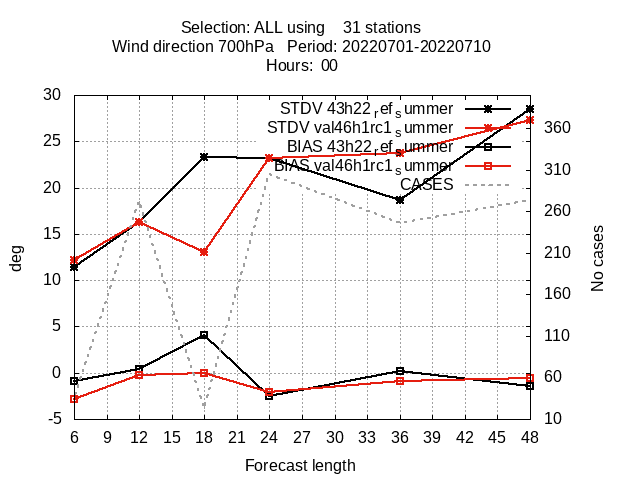 Selection: ALL using 31 stations
Wind direction 700hPa Period: 20220701-20220710
Hours: 00
STDV 43h22_ref_summer
STDV val46h1rc1_summer
BIAS 43h22_ref_summer
BIAS val46h1rc1_summer
CASES
30
25
20
15
10
5
0
-5
deg
360
310
260
210
160
110
60
10
No cases
6 9 12 15 18 21 24 27 30 33 36 39 42 45 48
Forecast length